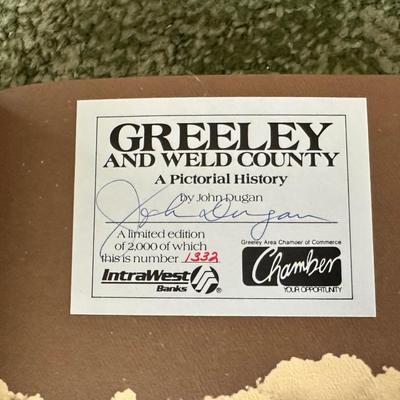 GREELEY
AND WELD COUNTY
A Pictorial History
by John Dugan
John Dugan
A limited edition
of 2,000 of which
this is number 1332
IntraWest®
Banks
Greeley Area Chamber of Commerce
Chamber
YOUR OPPORTUNITY